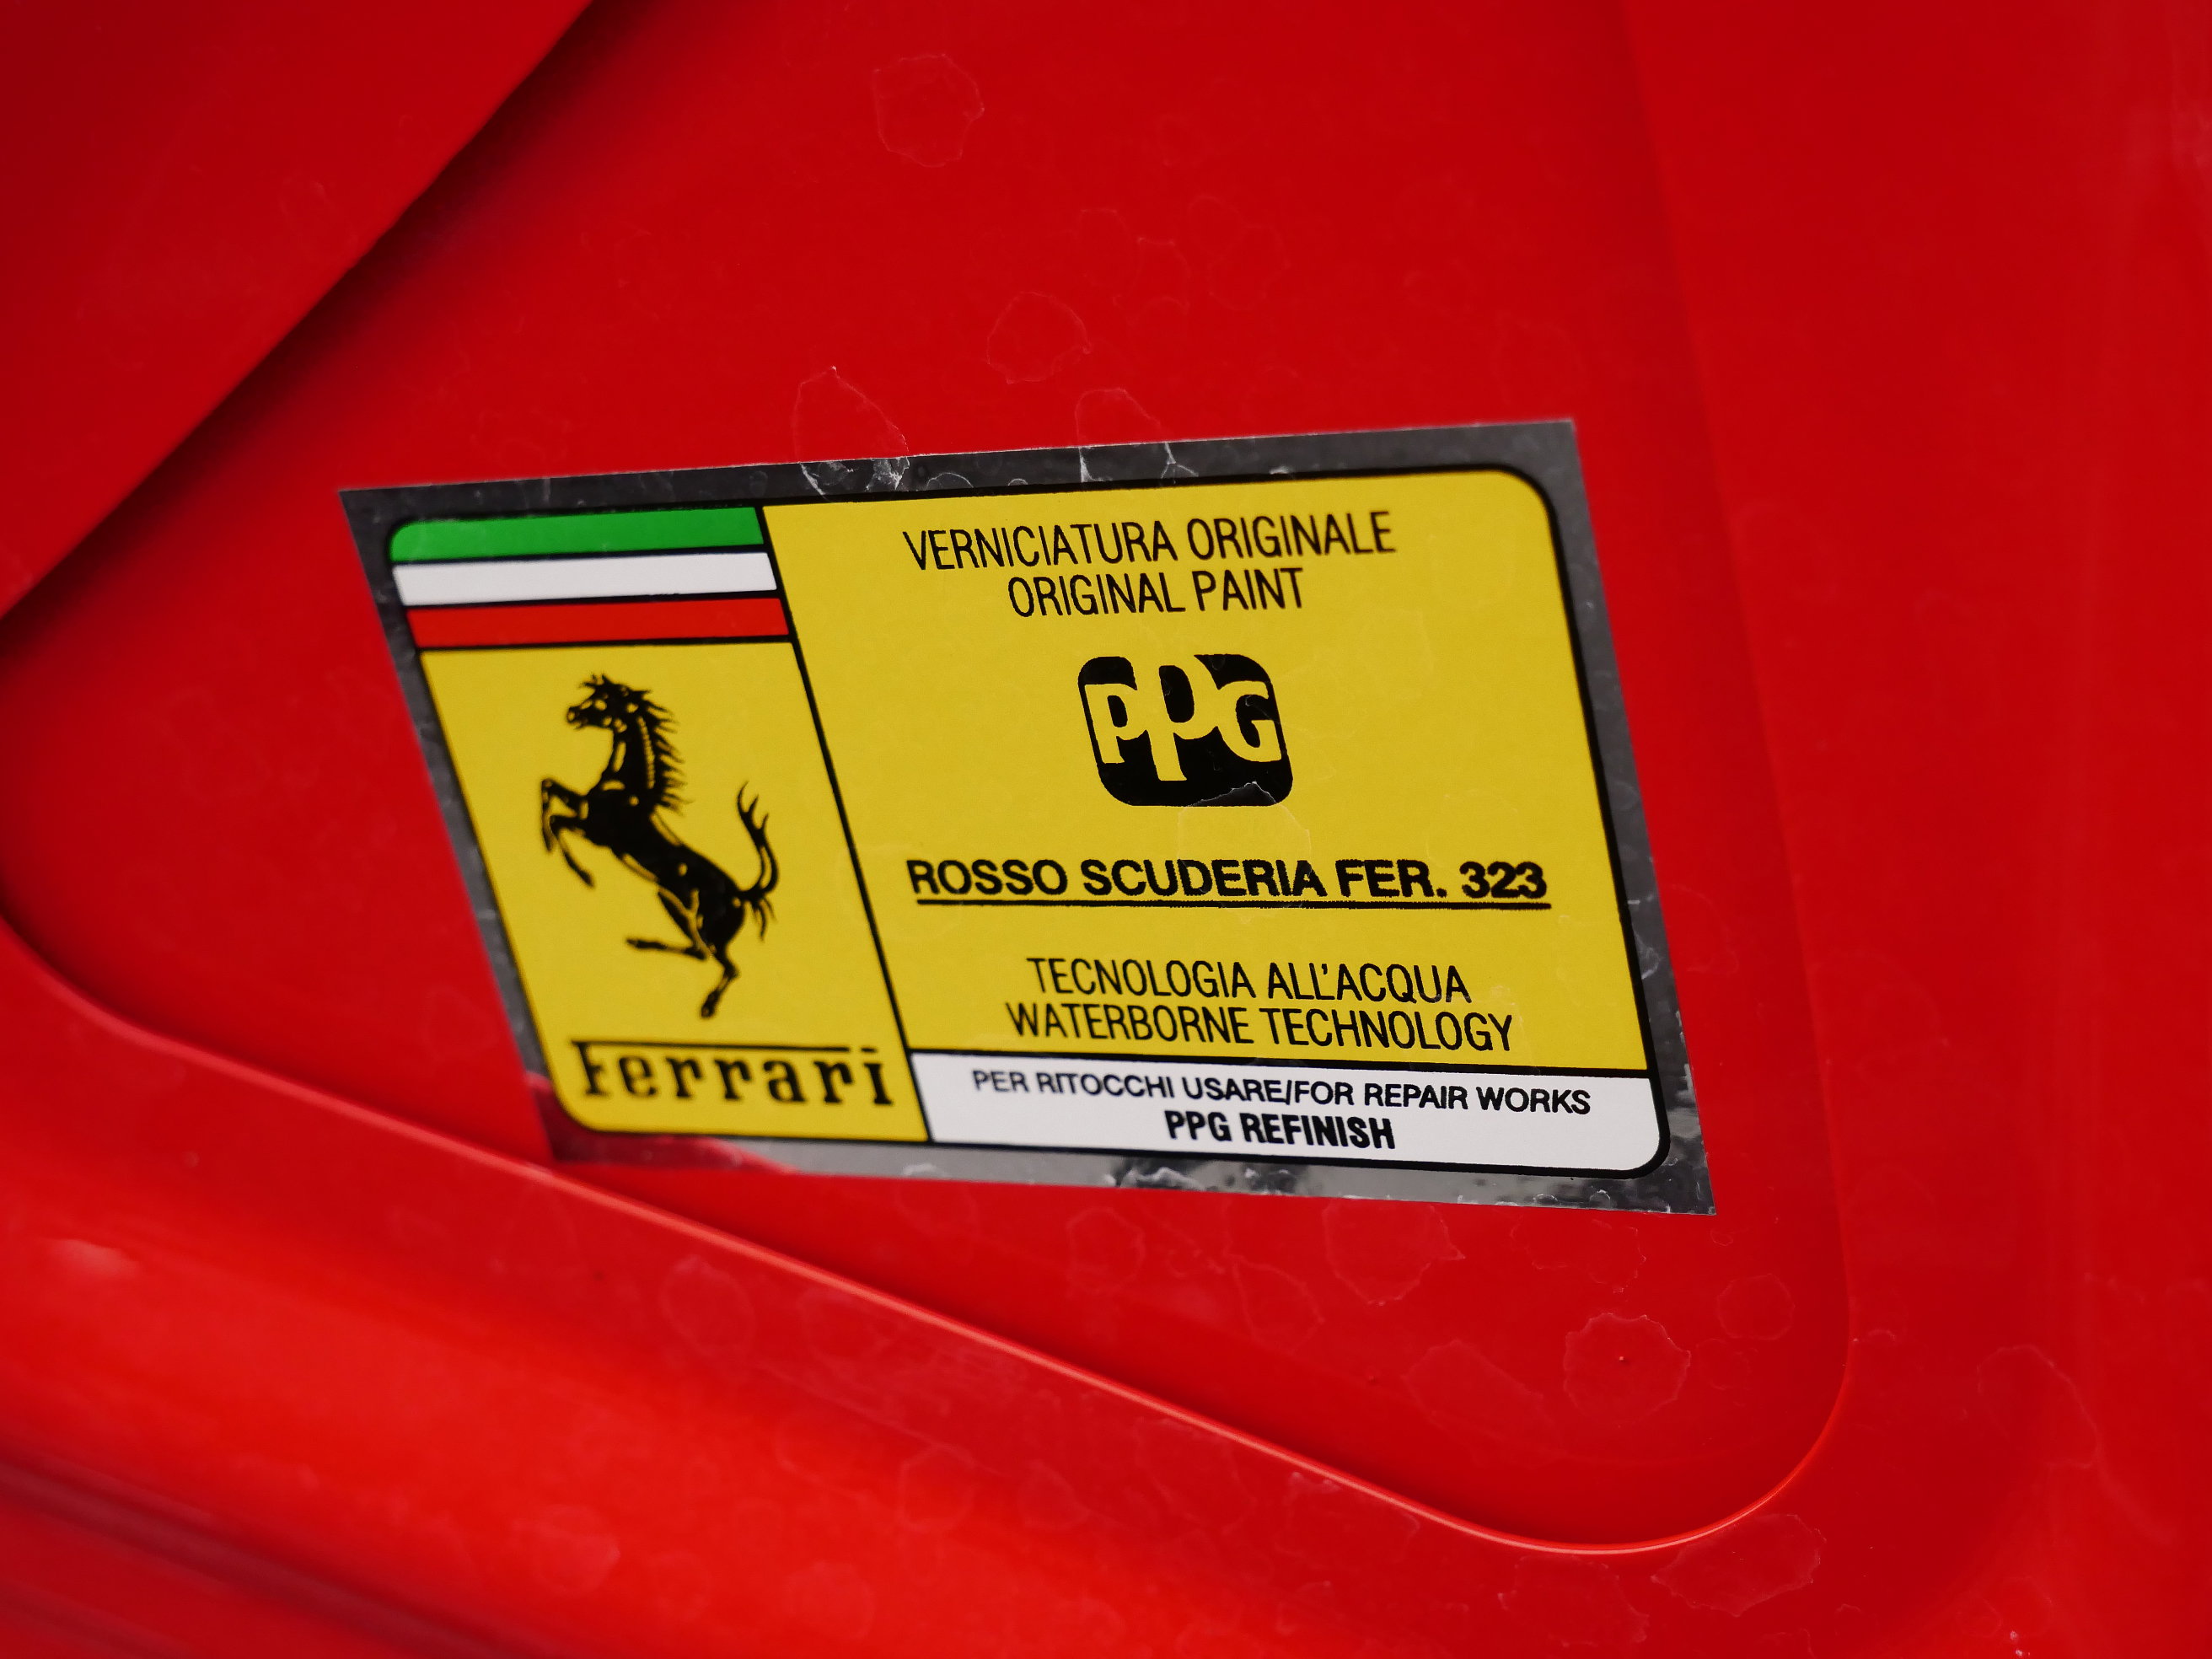 VERNICIATURA ORIGINALE
ORIGINAL PAINT
PPG
ROSSO SCUDERIA FER. 323
TECNOLOGIA ALL'ACQUA
WATERBORNE TECHNOLOGY
Ferrari
PER RITOCCHI USARE/FOR REPAIR WORKS
PPG REFINISH